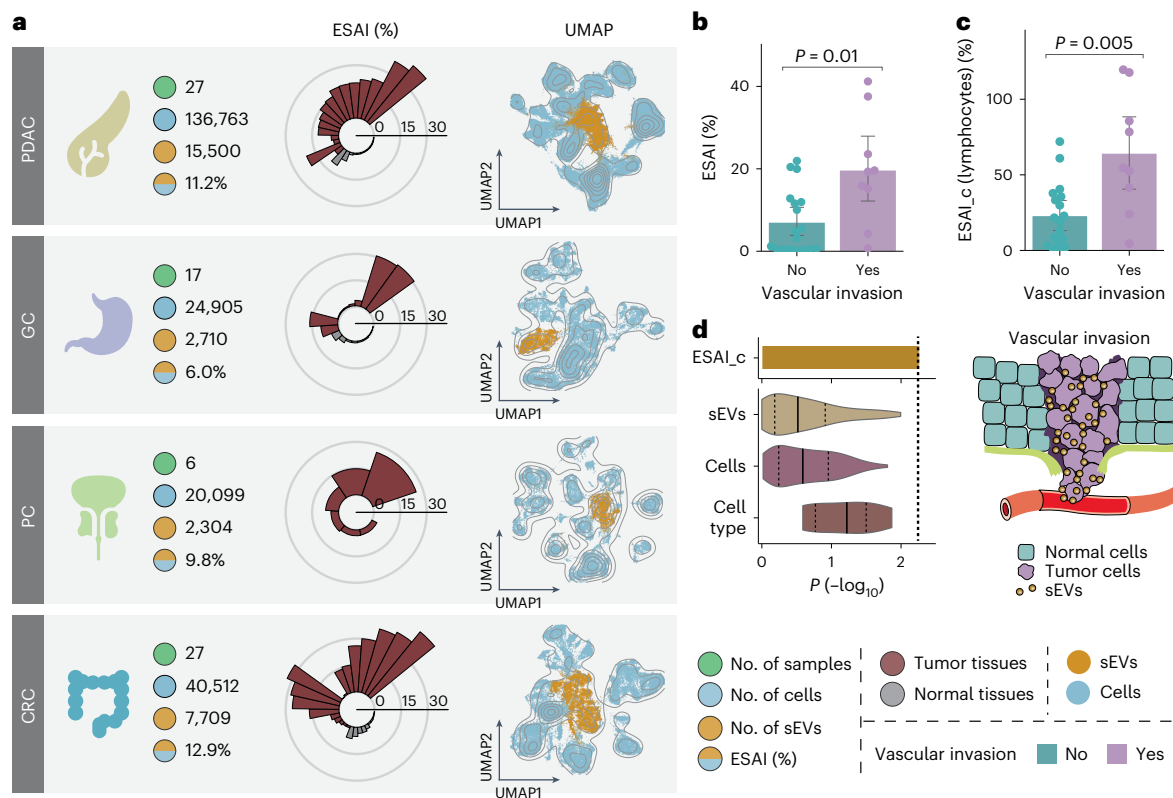 a
ESAI (%)
UMAP
PDAC
27
136,763
15,500
11.2%
0 15 30
UMAP2
UMAP1
GC
17
24,905
2,710
6.0%
0 15 30
UMAP2
UMAP1
PC
6
20,099
2,304
9.8%
0 15 30
UMAP2
UMAP1
CRC
27
40,512
7,709
12.9%
0 15 30
UMAP2
UMAP1
b
P = 0.01
ESAI (%)
40
20
0
No Yes
Vascular invasion
c
P = 0.005
ESAI_c (lymphocytes) (%)
100
50
0
No Yes
Vascular invasion
d
ESAI_c
sEVs
Cells
Cell
type
0 1 2
P (–log10)
Vascular invasion
Normal cells
Tumor cells
sEVs
No. of samples
No. of cells
No. of sEVs
ESAI (%)
Tumor tissues
Normal tissues
sEVs
Cells
Vascular invasion No Yes